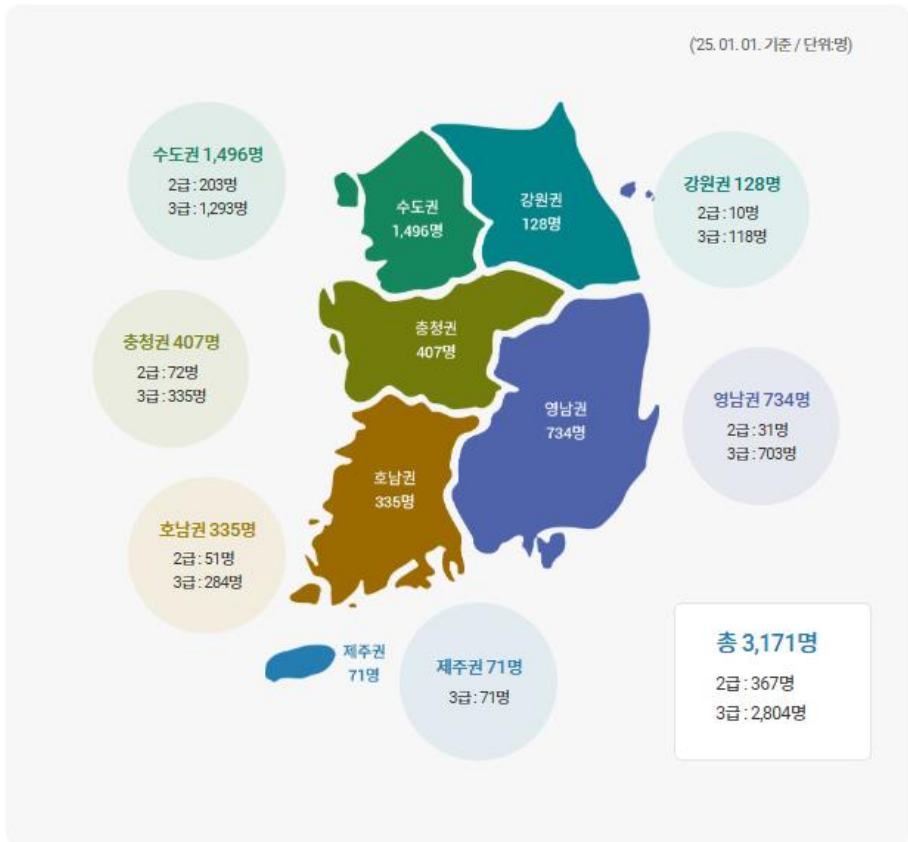 ('25. 01. 01. 기준 / 단위:명)
수도권 1,496명
2급 : 203명
3급 : 1,293명
강원권 128명
2급 : 10명
3급 : 118명
수도권
1,496명
강원권
128명
충청권 407명
2급 : 72명
3급 : 335명
충청권
407명
영남권 734명
2급 : 31명
3급 : 703명
영남권
734명
호남권
335명
호남권 335명
2급 : 51명
3급 : 284명
제주권
71명
제주권 71명
3급 : 71명
총 3,171명
2급 : 367명
3급 : 2,804명